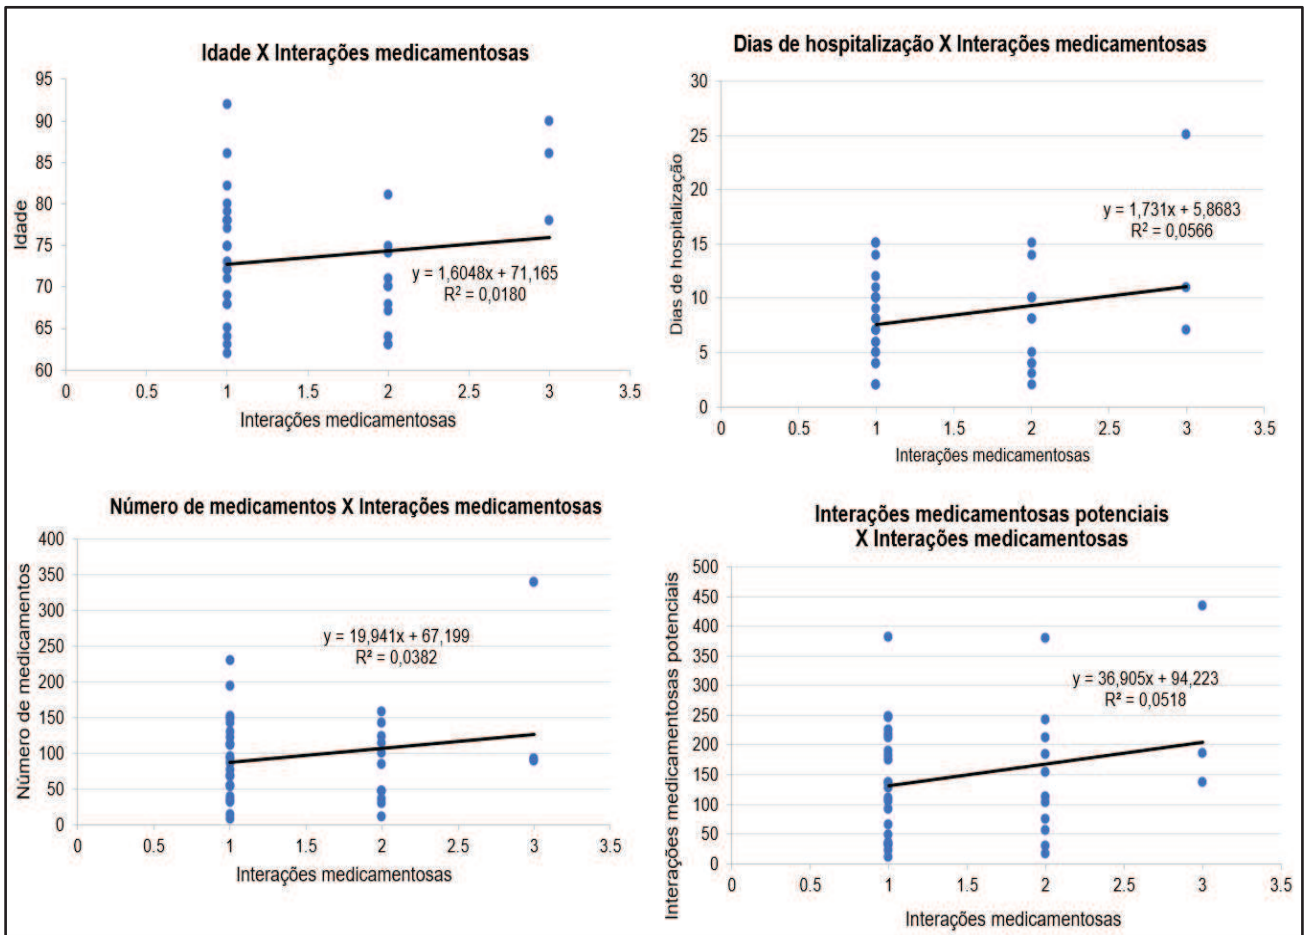 Idade X Interações medicamentosas
95
90
85
80
75
70
65
60
Idade
y = 1,6048x + 71,165
R² = 0,0180
0 0.5 1 1.5 2 2.5 3 3.5
Interações medicamentosas
Dias de hospitalização X Interações medicamentosas
30
25
20
15
10
5
0
Dias de hospitalização
y = 1,731x + 5,8683
R² = 0,0566
0 0.5 1 1.5 2 2.5 3 3.5
Interações medicamentosas
Número de medicamentos X Interações medicamentosas
400
350
300
250
200
150
100
50
0
Número de medicamentos
y = 19,941x + 67,199
R² = 0,0382
0 0.5 1 1.5 2 2.5 3 3.5
Interações medicamentosas
Interações medicamentosas potenciais
X Interações medicamentosas
500
450
400
350
300
250
200
150
100
50
0
Interações medicamentosas potenciais
y = 36,905x + 94,223
R² = 0,0518
0 0.5 1 1.5 2 2.5 3 3.5
Interações medicamentosas